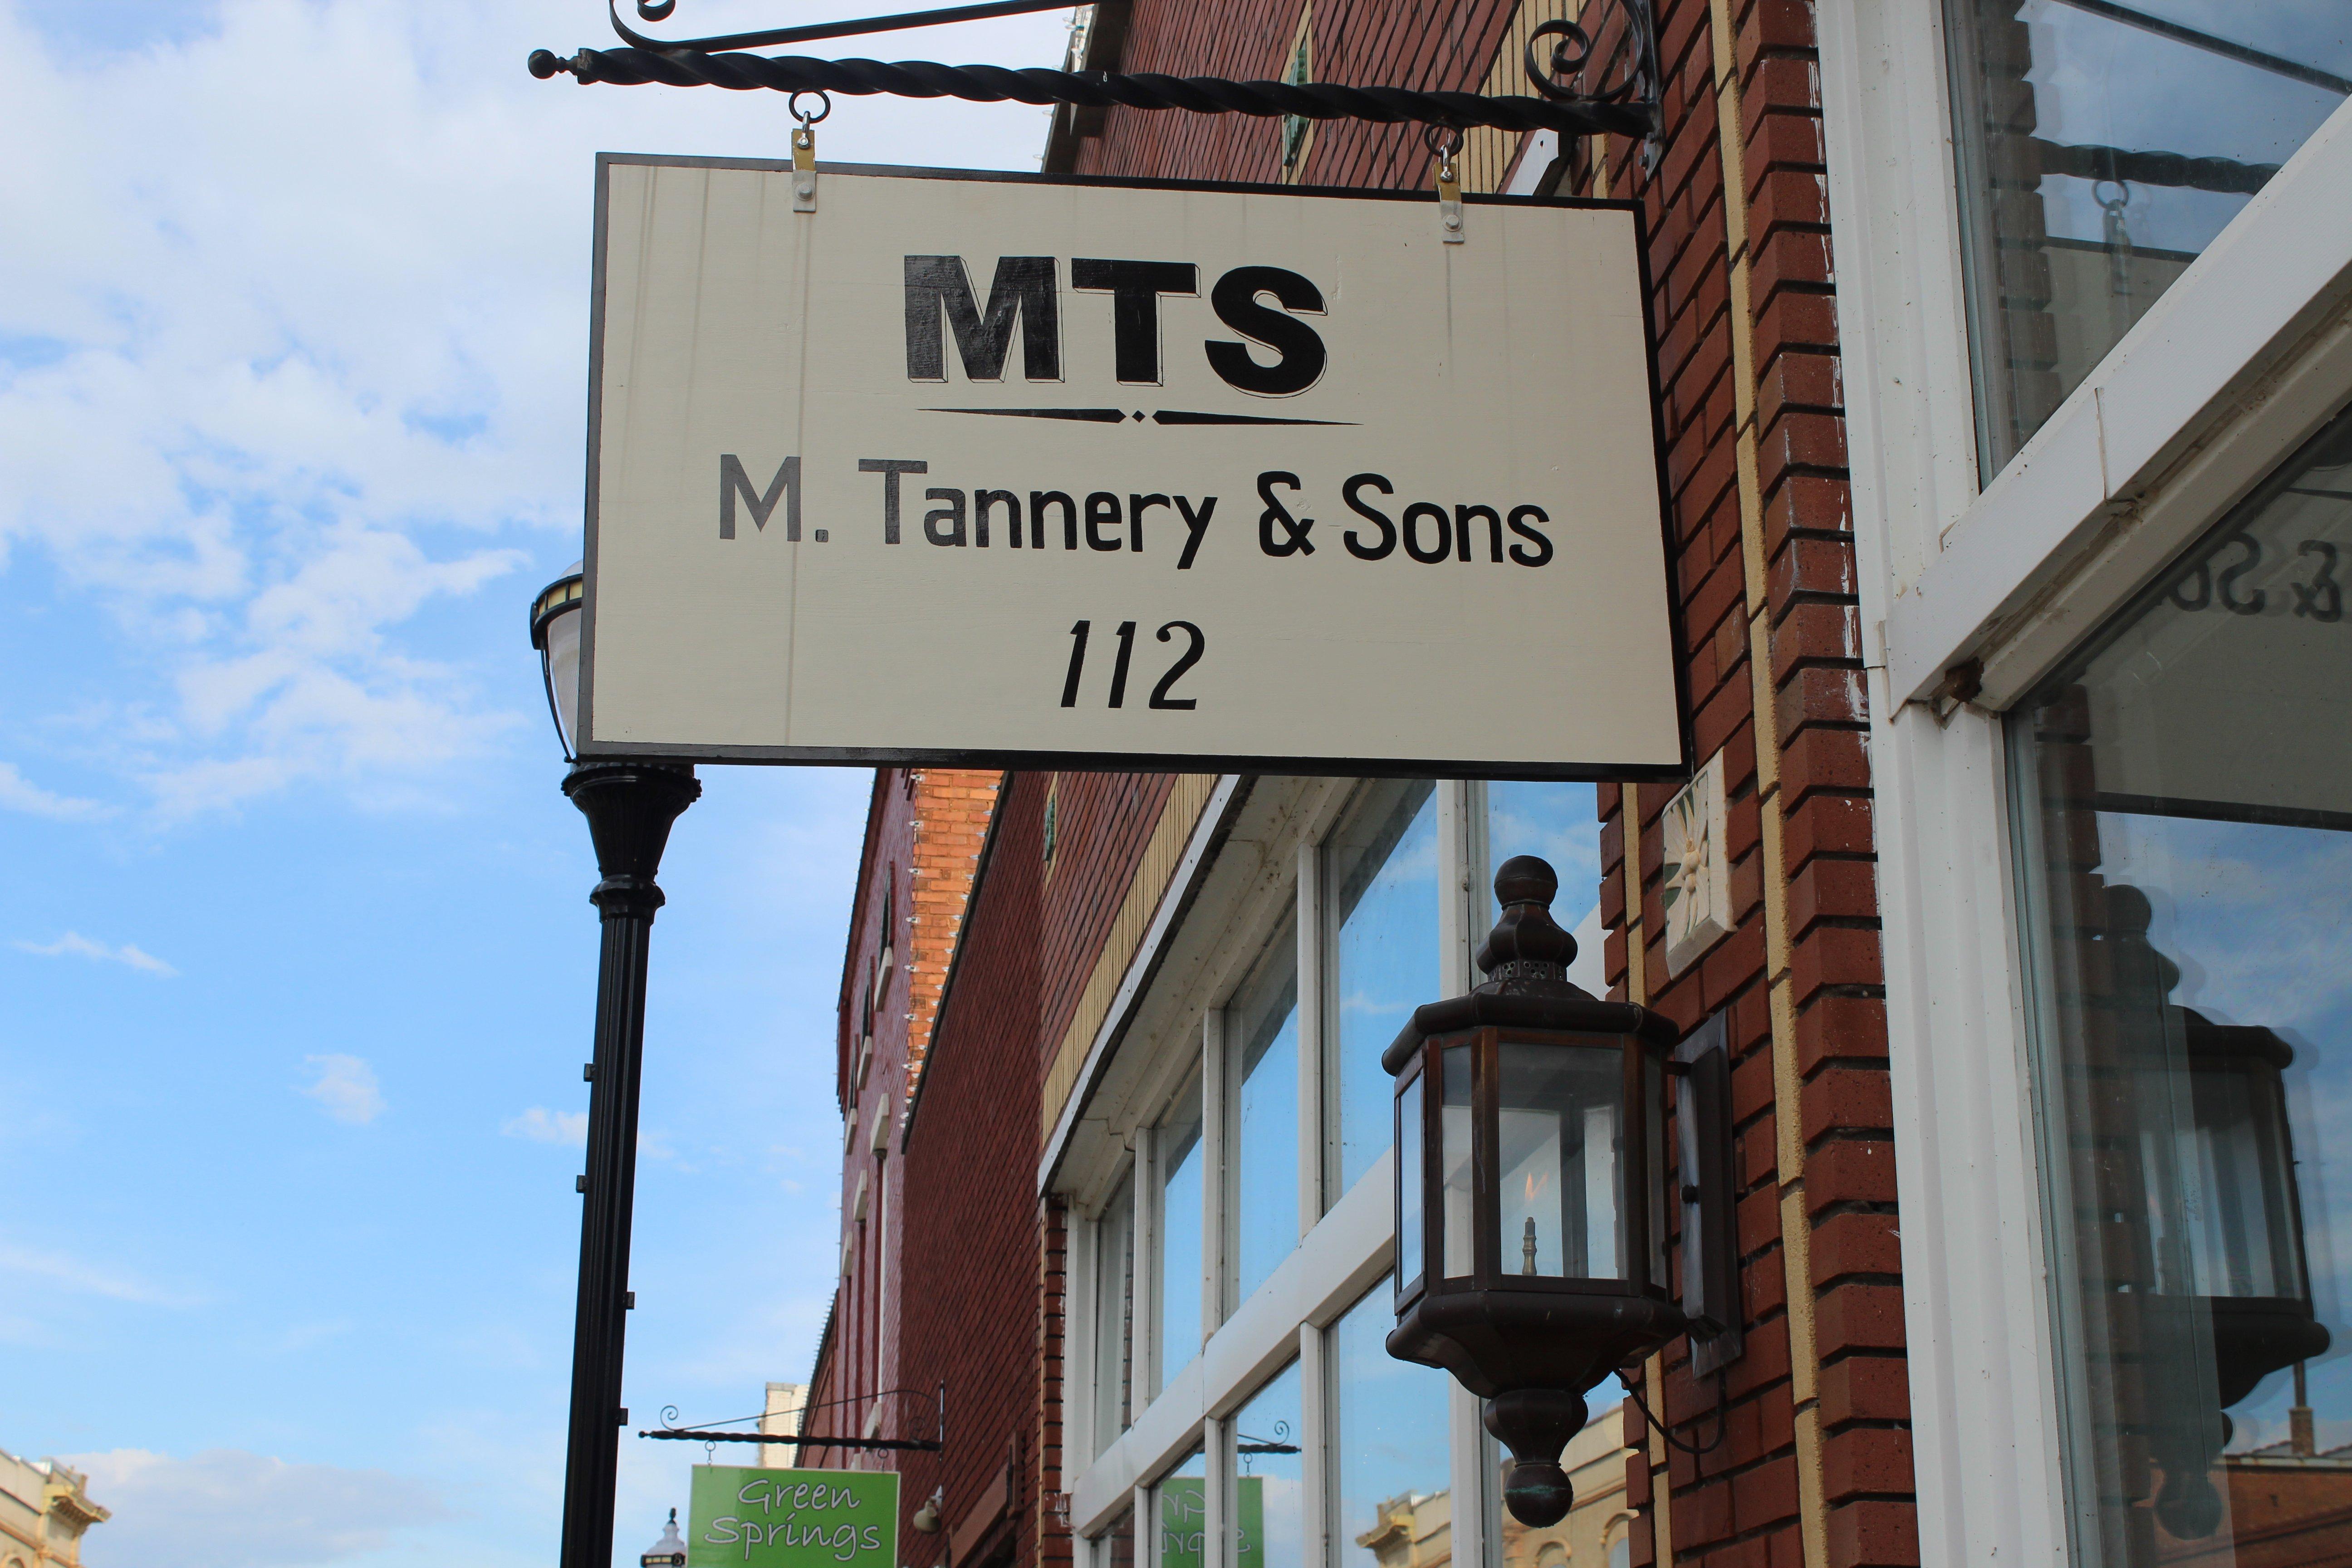 MTS
M. Tannery & Sons
112
Green
Springs